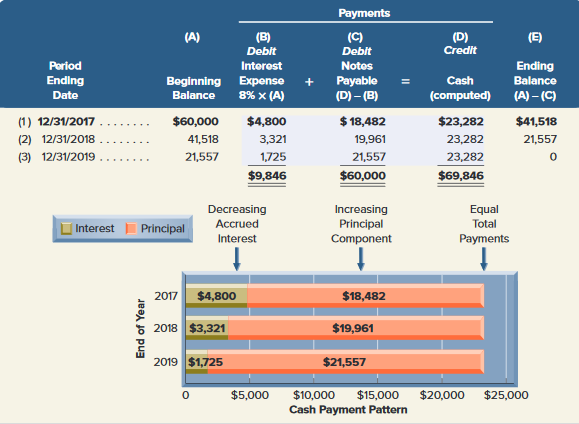 Payments
(A) (B) (C) (D) (E)
Debit Debit Credit
Period Interest Notes Ending
Ending Beginning Expense + Payable = Cash Balance
Date Balance 8% × (A) (D) – (B) (computed) (A) – (C)
(1) 12/31/2017 . . . . . . . . $60,000 $4,800 $18,482 $23,282 $41,518
(2) 12/31/2018 . . . . . . . . 41,518 3,321 19,961 23,282 21,557
(3) 12/31/2019 . . . . . . . . 21,557 1,725 21,557 23,282 0
$9,846 $60,000 $69,846
Interest Principal
Decreasing Increasing Equal
Accrued Principal Total
Interest Component Payments
End of Year
2017 $4,800 $18,482
2018 $3,321 $19,961
2019 $1,725 $21,557
0 $5,000 $10,000 $15,000 $20,000 $25,000
Cash Payment Pattern